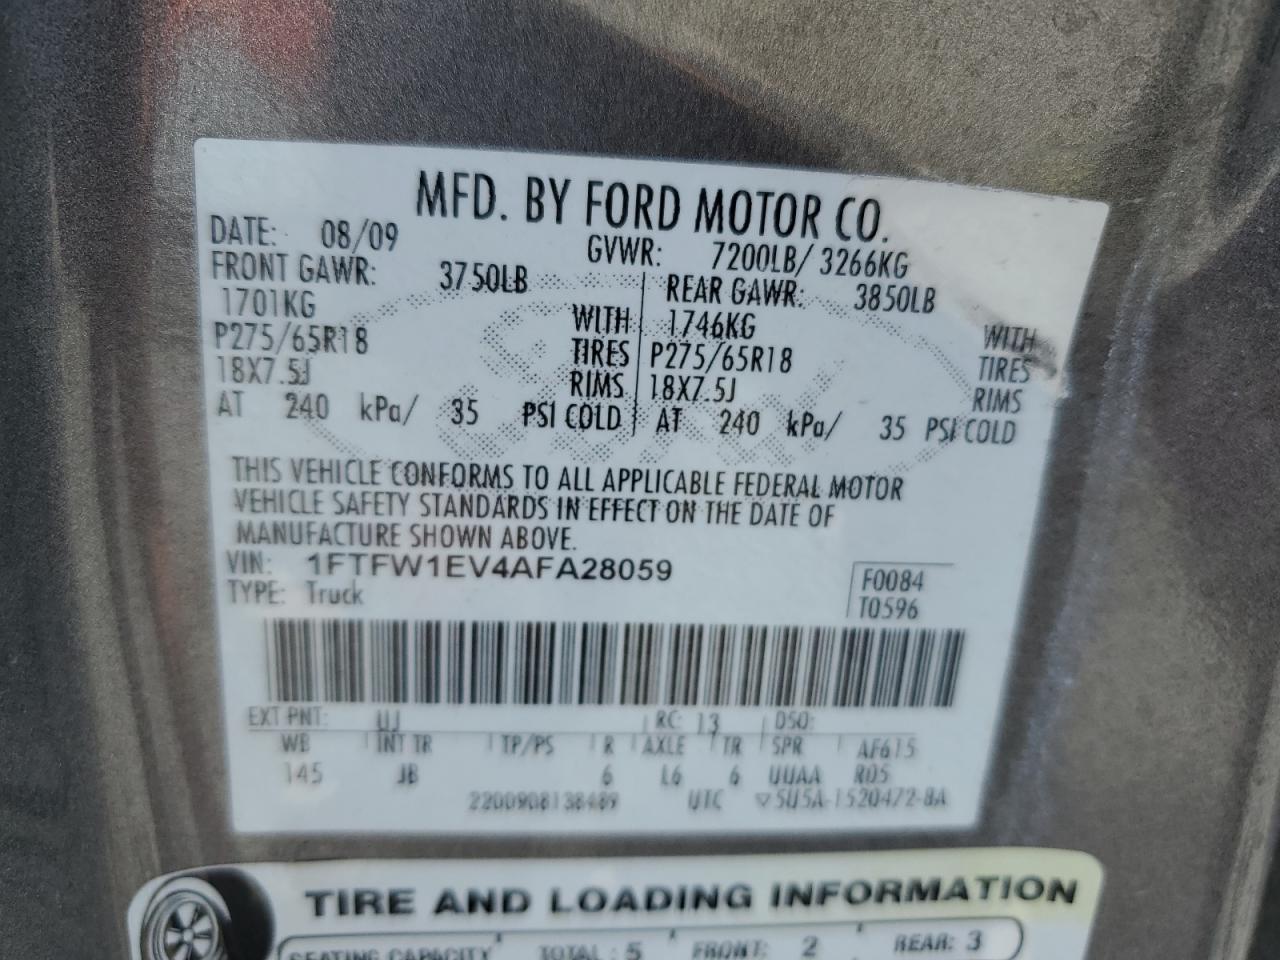 MFD. BY FORD MOTOR CO.
DATE: 08/09 GVWR: 7200LB/ 3266KG
FRONT GAWR: 3750LB REAR GAWR: 3850LB
1701KG WITH 1746KG WITH
P275/65R18 TIRES P275/65R18 TIRES
18X7.5J RIMS 18X7.5J RIMS
AT 240 kPa/ 35 PSI COLD AT 240 kPa/ 35 PSI COLD
THIS VEHICLE CONFORMS TO ALL APPLICABLE FEDERAL MOTOR
VEHICLE SAFETY STANDARDS IN EFFECT ON THE DATE OF
MANUFACTURE SHOWN ABOVE.
VIN: 1FTFW1EV4AFA28059
TYPE: Truck
F0084
T0596
EXT PNT: UJ RC: 13 DSO:
WB INT TR TP/PS R AXLE TR SPR AF615
145 JB 6 L6 6 UUAA R05
2200908138489 UTC ▽5U5A-1520472-BA
TIRE AND LOADING INFORMATION
SEATING CAPACITY TOTAL: 5 FRONT: 2 REAR: 3